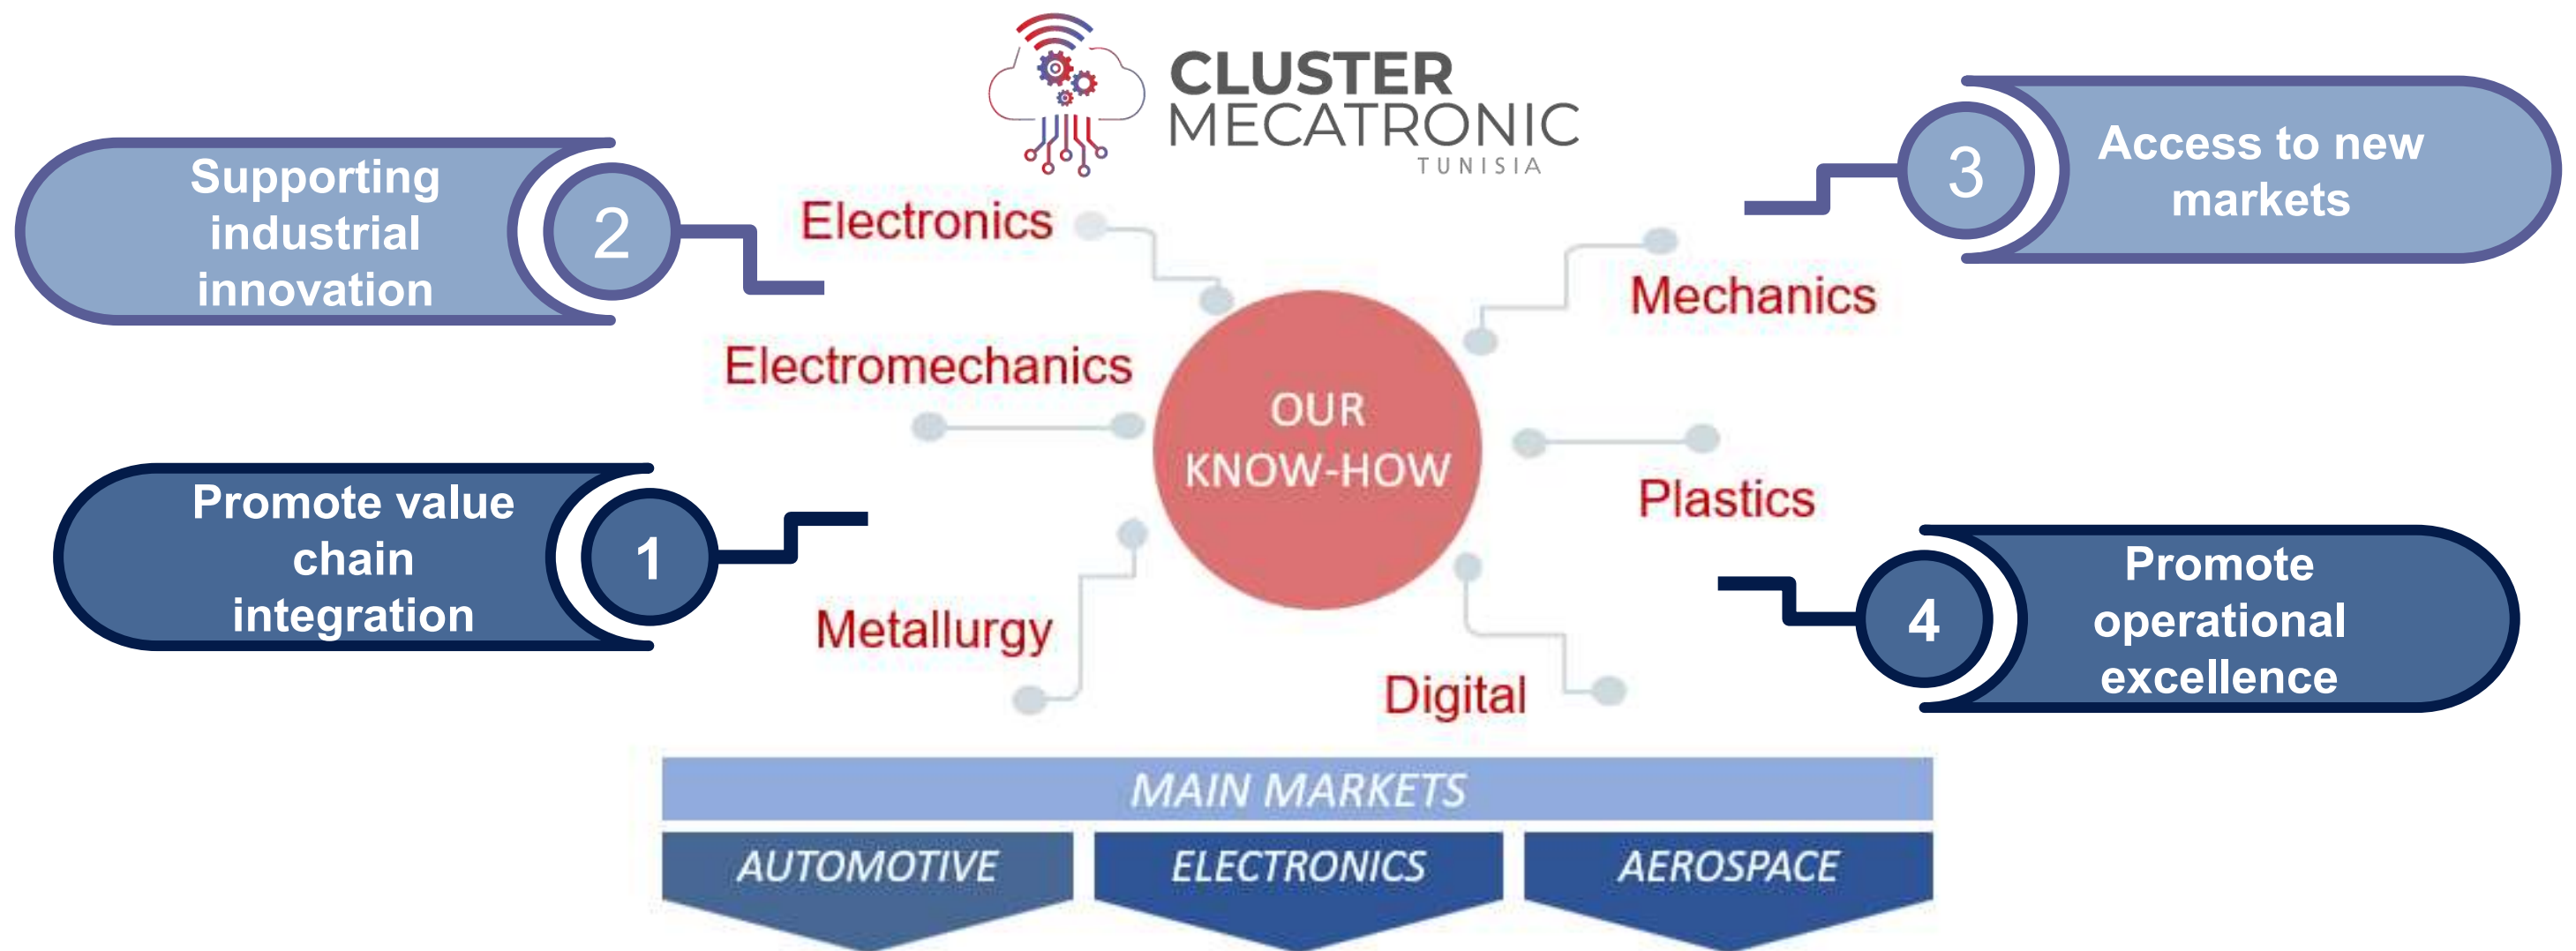 CLUSTER
MECATRONIC
TUNISIA
Supporting
industrial
innovation
2
3
Access to new
markets
Electronics
Mechanics
Electromechanics
OUR
KNOW-HOW
Promote value
chain
integration
1
Plastics
4
Promote
operational
excellence
Metallurgy
Digital
MAIN MARKETS
AUTOMOTIVE
ELECTRONICS
AEROSPACE